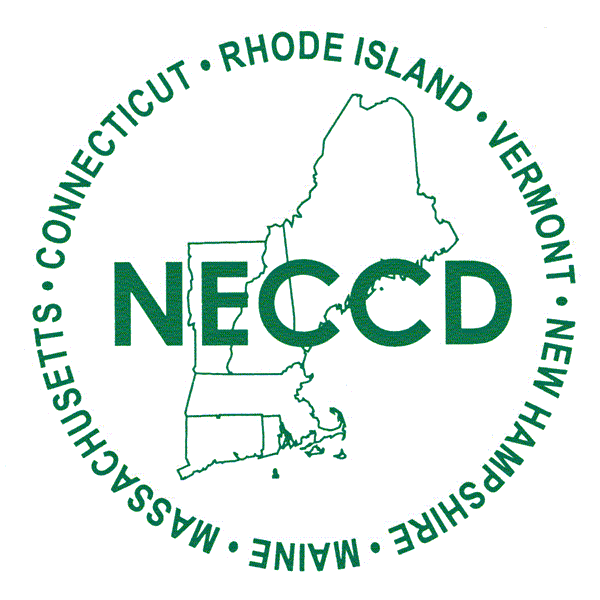 CONNECTICUT • RHODE ISLAND • VERMONT • NEW HAMPSHIRE • MAINE • MASSACHUSETTS •
NECCD